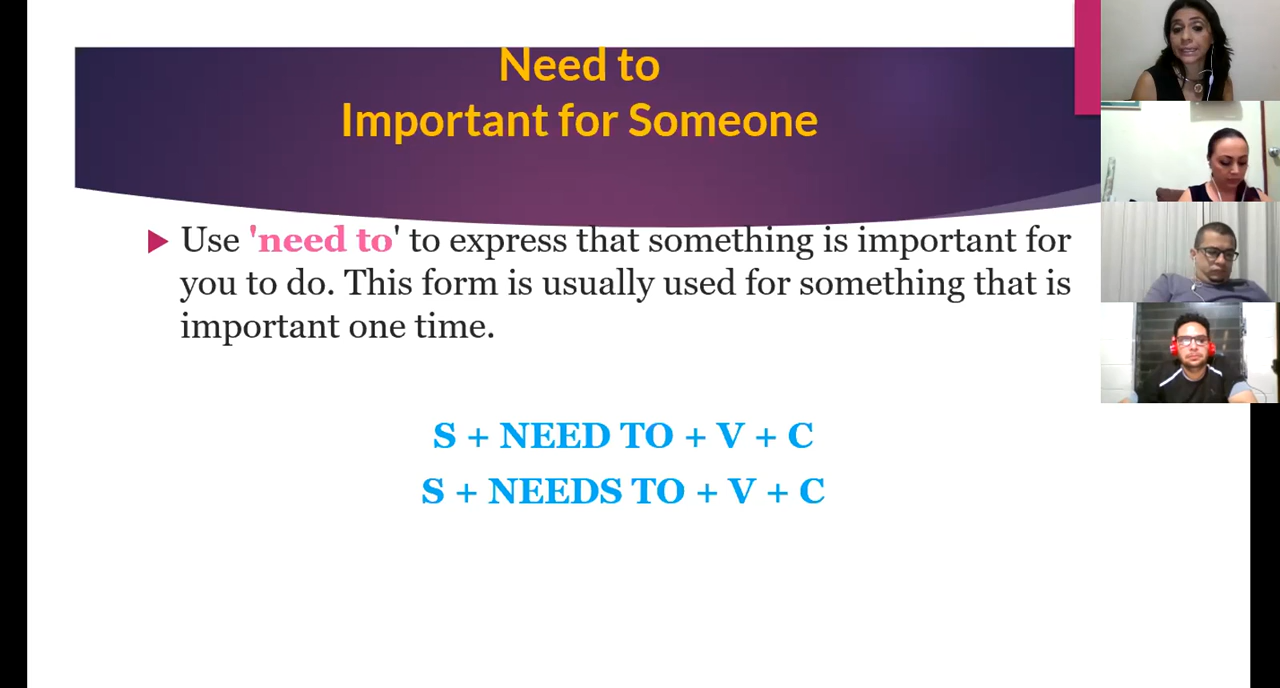 Need to
Important for Someone
Use 'need to' to express that something is important for
you to do. This form is usually used for something that is
important one time.
S + NEED TO + V + C
S + NEEDS TO + V + C